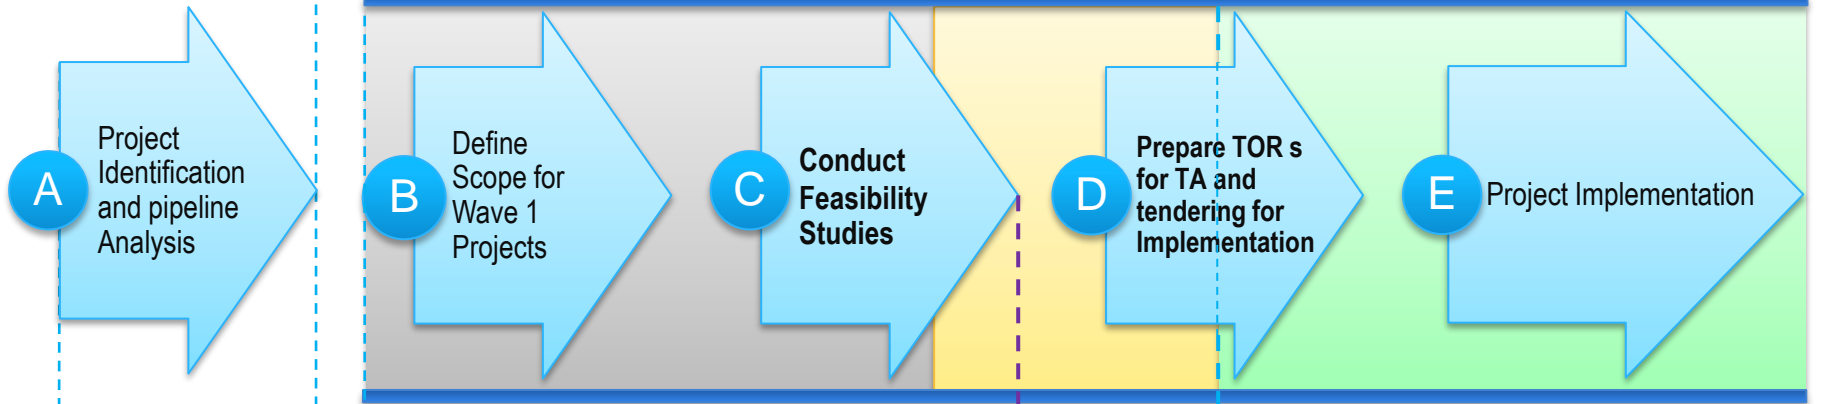 A
Project
Identification
and pipeline
Analysis
B
Define
Scope for
Wave 1
Projects
C
Conduct
Feasibility
Studies
D
Prepare TOR s
for TA and
tendering for
Implementation
E
Project Implementation